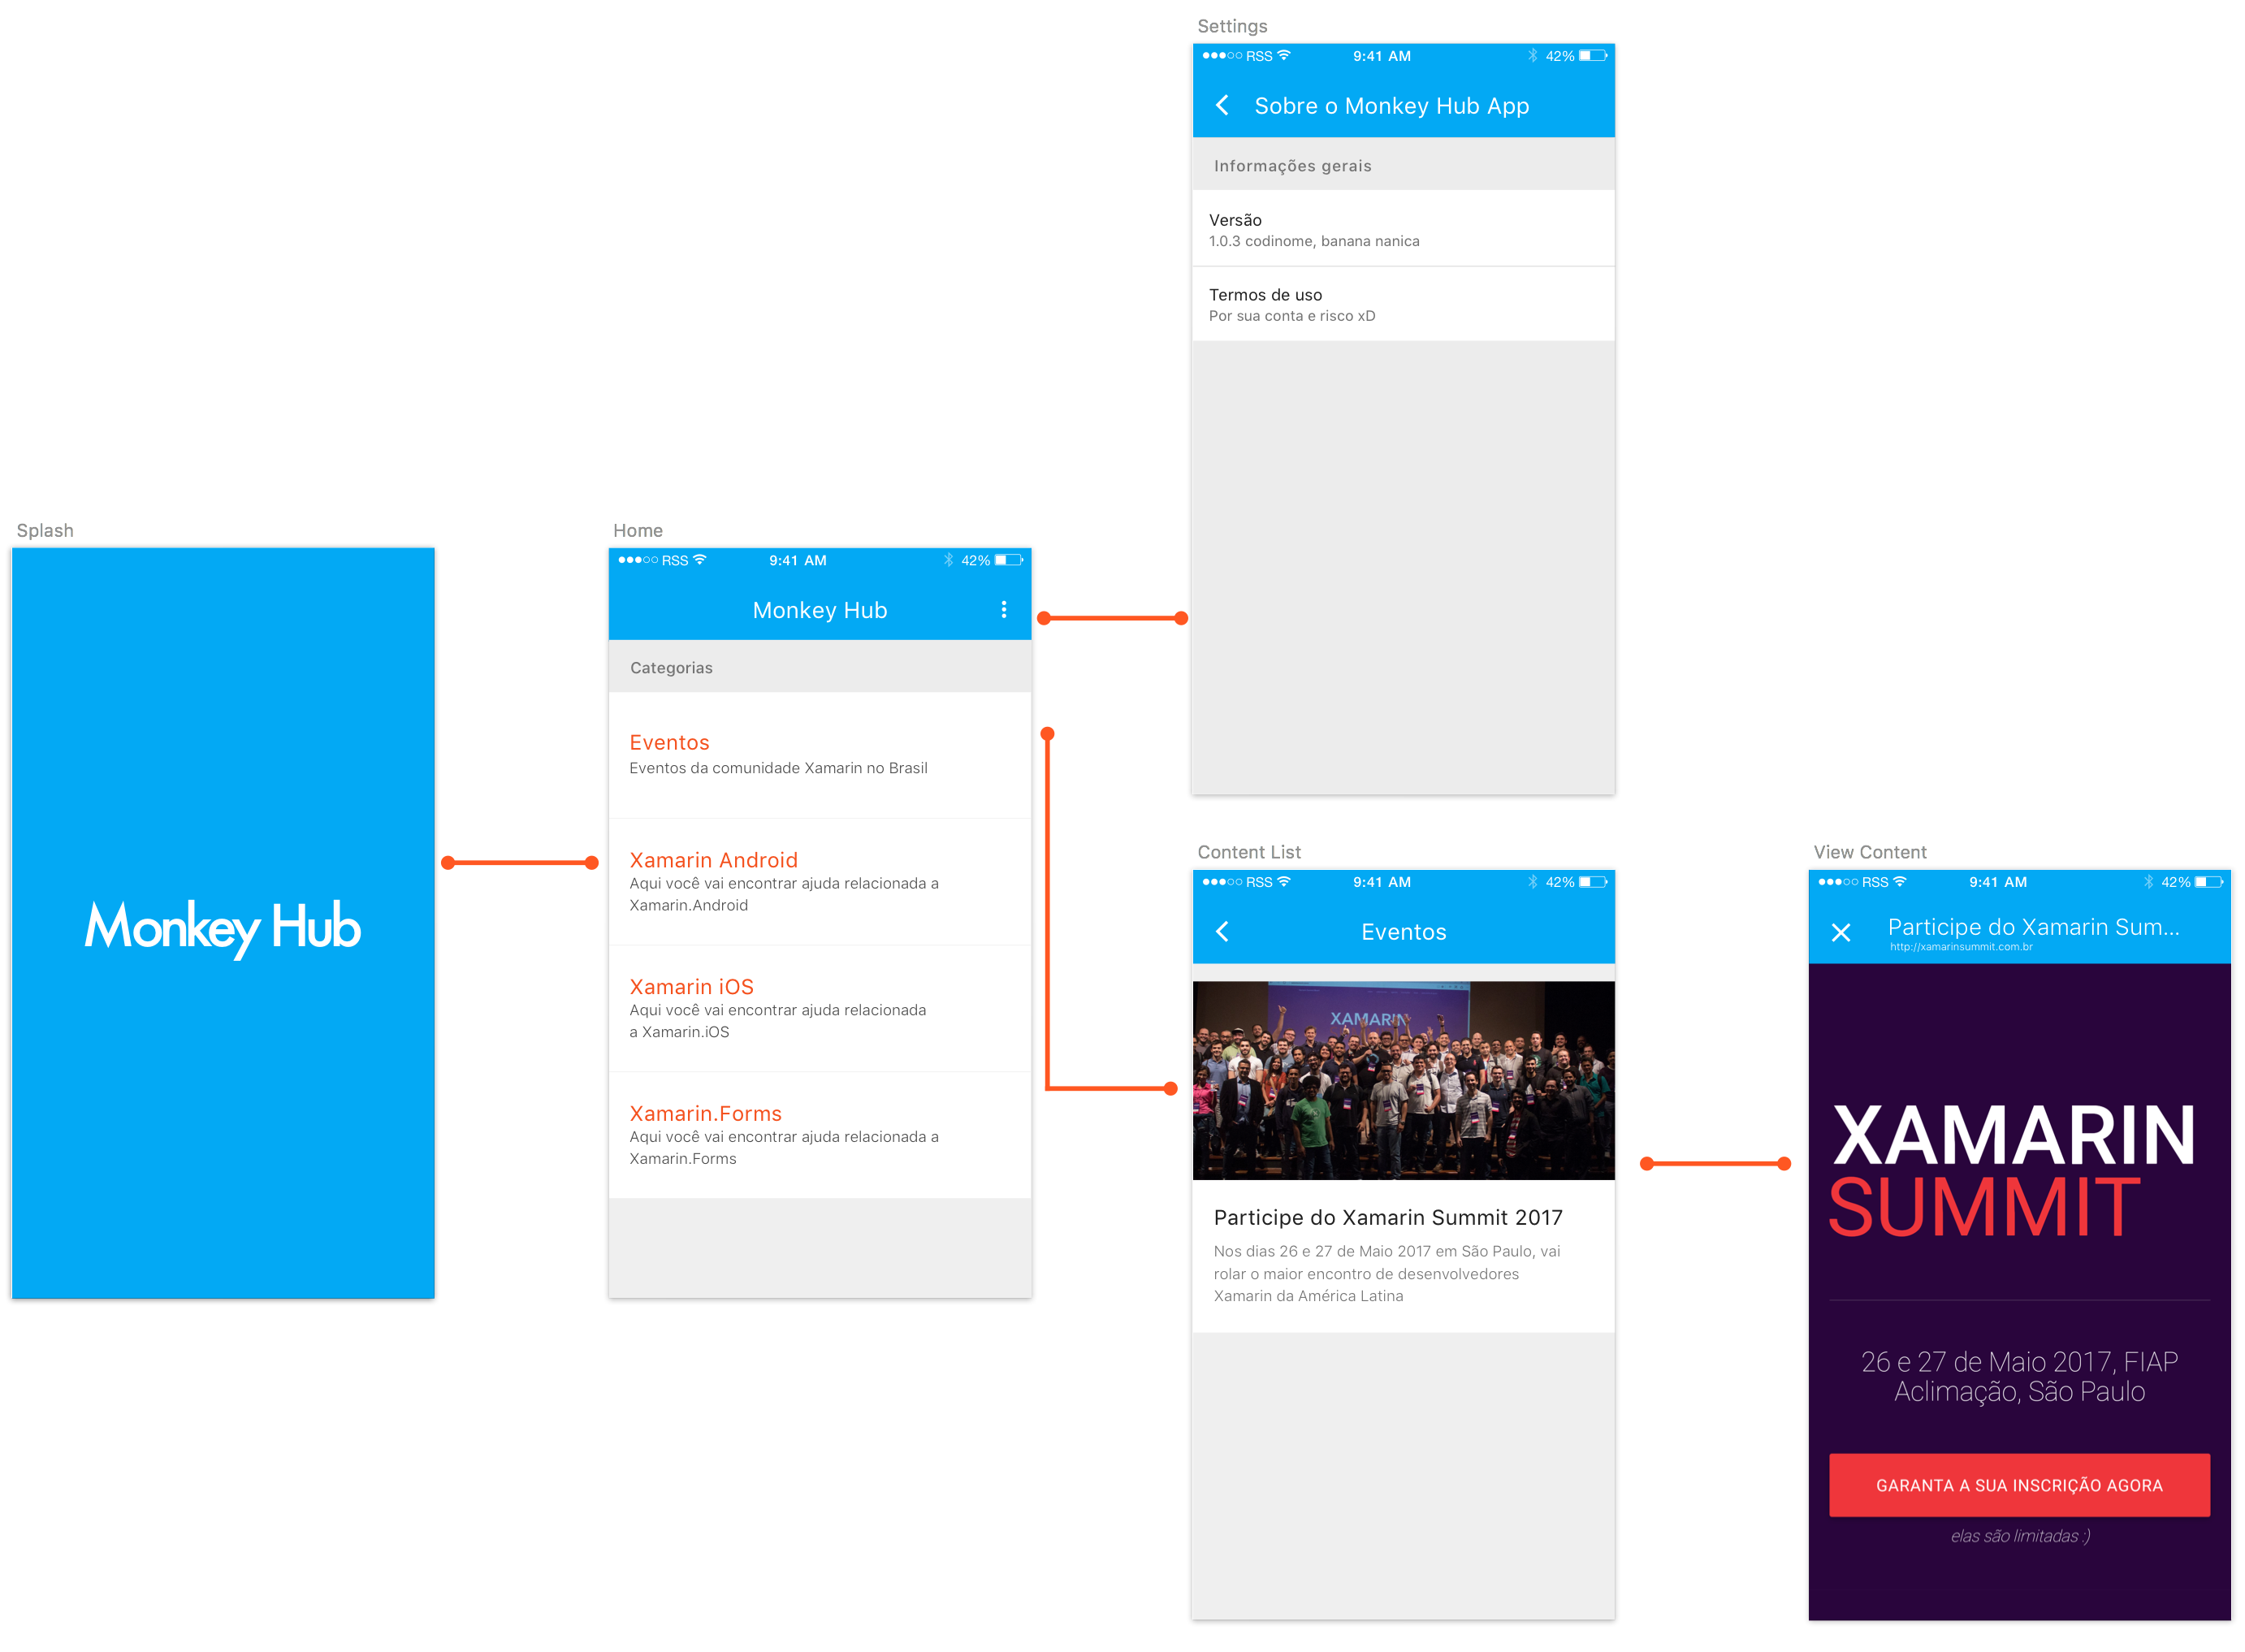 Settings
RSS
9:41 AM
42%
Sobre o Monkey Hub App
Informações gerais
Versão
1.0.3 codinome, banana nanica
Termos de uso
Por sua conta e risco xD
Splash
Monkey Hub
Home
RSS
9:41 AM
42%
Monkey Hub
Categorias
Eventos
Eventos da comunidade Xamarin no Brasil
Xamarin Android
Aqui você vai encontrar ajuda relacionada a
Xamarin.Android
Xamarin iOS
Aqui você vai encontrar ajuda relacionada
a Xamarin.iOS
Xamarin.Forms
Aqui você vai encontrar ajuda relacionada a
Xamarin.Forms
Content List
RSS
9:41 AM
42%
Eventos
XAMARIN
Participe do Xamarin Summit 2017
Nos dias 26 e 27 de Maio 2017 em São Paulo, vai
rolar o maior encontro de desenvolvedores
Xamarin da América Latina
View Content
RSS
9:41 AM
42%
Participe do Xamarin Sum...
http://xamarinsummit.com.br
XAMARIN
SUMMIT
26 e 27 de Maio 2017, FIAP
Aclimação, São Paulo
GARANTA A SUA INSCRIÇÃO AGORA
elas são limitadas :)